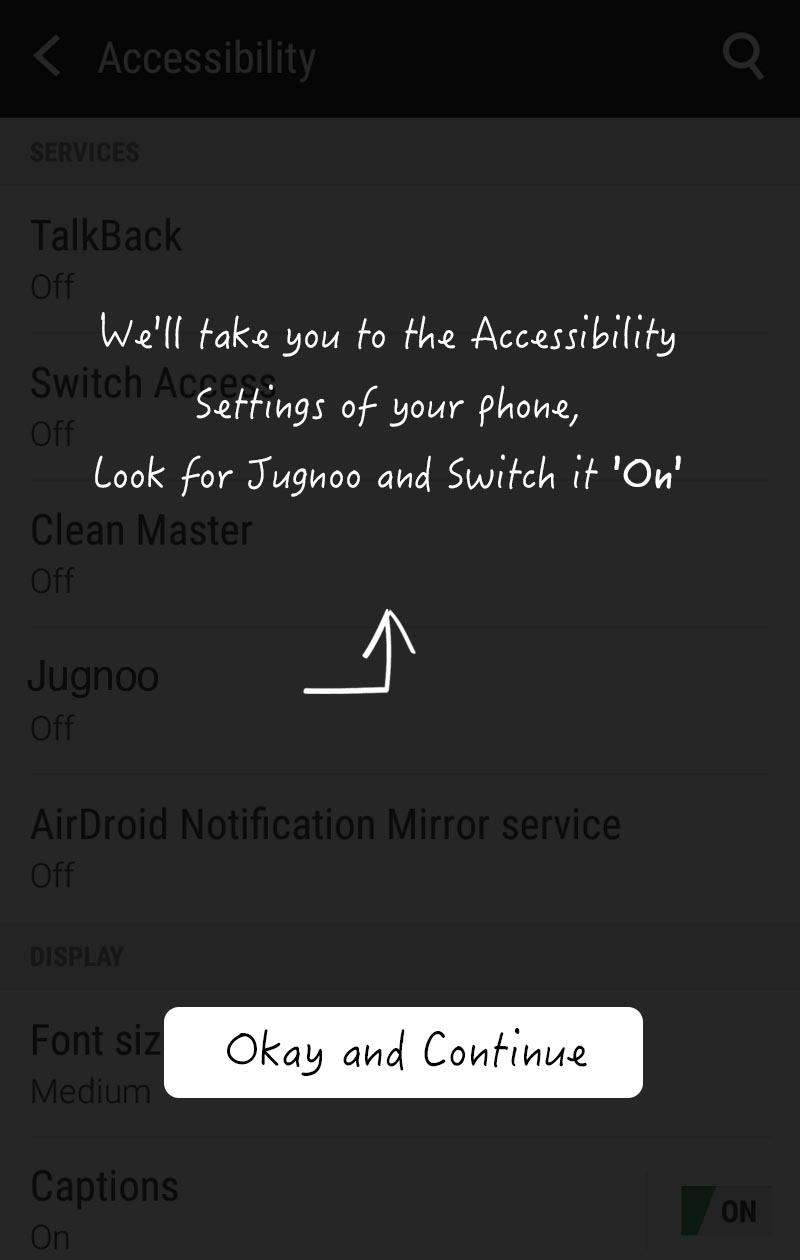 Accessibility
SERVICES
TalkBack
Off
We'll take you to the Accessibility
Switch Access
Settings of your phone,
Off
Look for Jugnoo and Switch it 'On'
Clean Master
Off
Jugnoo
Off
AirDroid Notification Mirror service
Off
DISPLAY
Font siz
Okay and Continue
Medium
Captions
ON
On